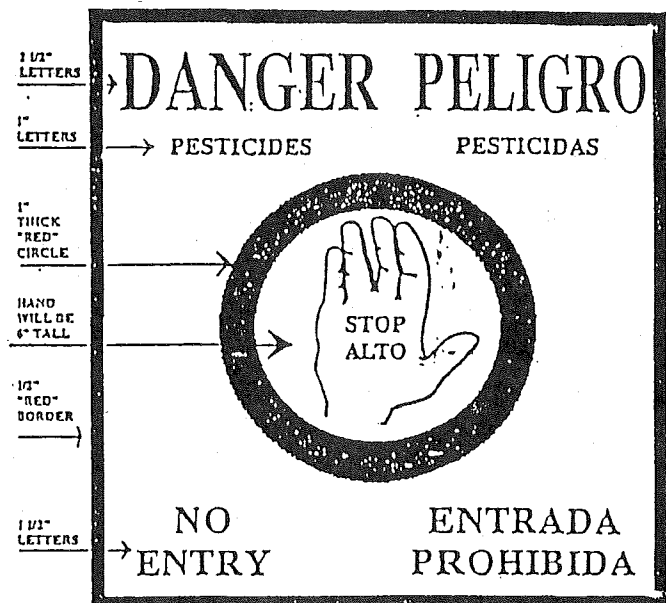 1 1/2"
LETTERS
DANGER PELIGRO
1"
LETTERS
PESTICIDES PESTICIDAS
1"
THICK
"RED"
CIRCLE
HAND
WILL BE
6" TALL
STOP
ALTO
1/2"
"RED"
BORDER
1 1/2"
LETTERS
NO
ENTRY
ENTRADA
PROHIBIDA